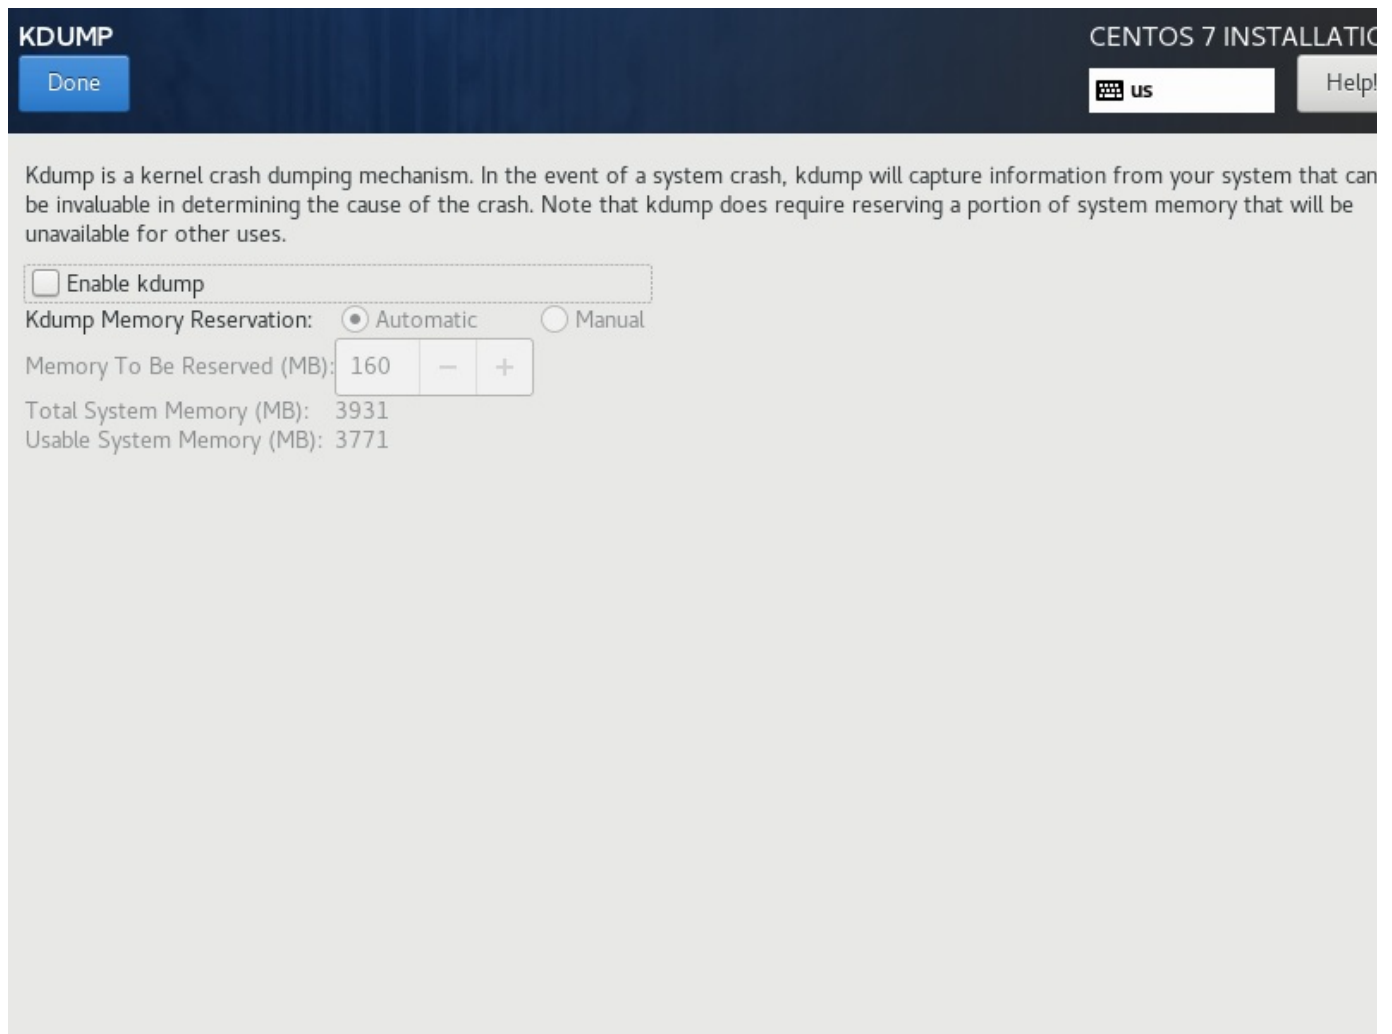 KDUMP
CENTOS 7 INSTALLATIO
Done
us
Help!
Kdump is a kernel crash dumping mechanism. In the event of a system crash, kdump will capture information from your system that can
be invaluable in determining the cause of the crash. Note that kdump does require reserving a portion of system memory that will be
unavailable for other uses.
Enable kdump
Kdump Memory Reservation: Automatic Manual
Memory To Be Reserved (MB): 160 − +
Total System Memory (MB): 3931
Usable System Memory (MB): 3771